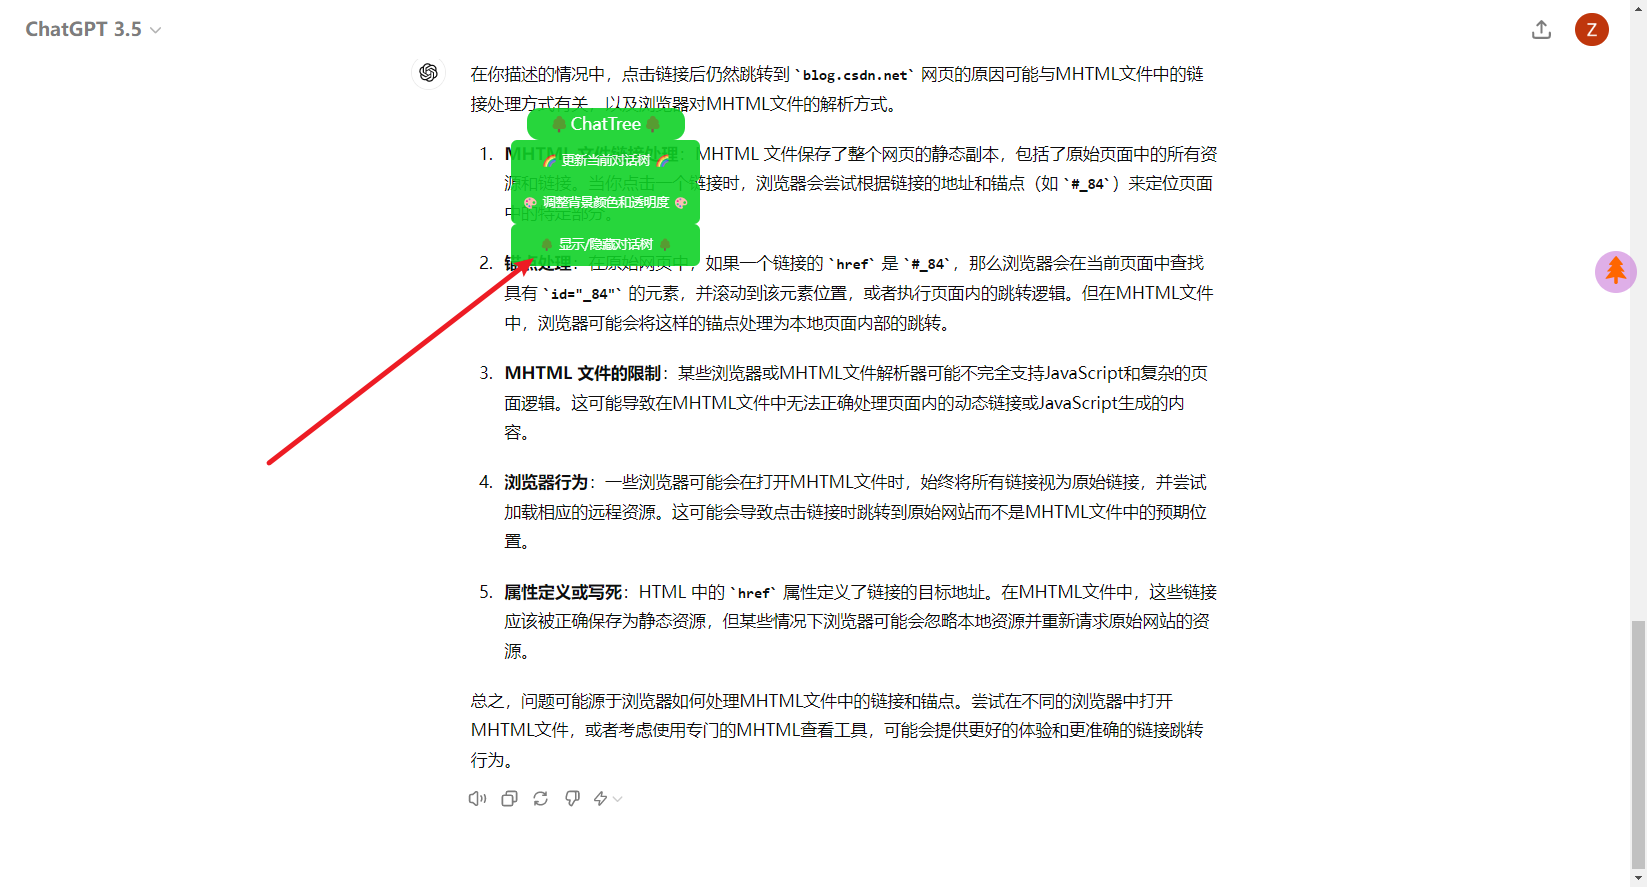 ChatGPT 3.5
Z
在你描述的情况中，点击链接后仍然跳转到 `blog.csdn.net` 网页的原因可能与MHTML文件中的链
接处理方式有关，以及浏览器对MHTML文件的解析方式。
ChatTree
1. MHTML 文件链接处理：MHTML 文件保存了整个网页的静态副本，包括了原始页面中的所有资
更新当前对话树
源和链接。当你点击一个链接时，浏览器会尝试根据链接的地址和锚点（如 `#_84`）来定位页面
调整背景颜色和透明度
中的特定部分。
显示/隐藏对话树
2. 锚点处理：在原始网页中，如果一个链接的 `href` 是 `#_84`，那么浏览器会在当前页面中查找
具有 `id="_84"` 的元素，并滚动到该元素位置，或者执行页面内的跳转逻辑。但在MHTML文件
中，浏览器可能会将这样的锚点处理为本地页面内部的跳转。
3. MHTML 文件的限制：某些浏览器或MHTML文件解析器可能不完全支持JavaScript和复杂的页
面逻辑。这可能导致在MHTML文件中无法正确处理页面内的动态链接或JavaScript生成的内
容。
4. 浏览器行为：一些浏览器可能会在打开MHTML文件时，始终将所有链接视为原始链接，并尝试
加载相应的远程资源。这可能会导致点击链接时跳转到原始网站而不是MHTML文件中的预期位
置。
5. 属性定义或写死：HTML 中的 `href` 属性定义了链接的目标地址。在MHTML文件中，这些链接
应该被正确保存为静态资源，但某些情况下浏览器可能会忽略本地资源并重新请求原始网站的资
源。
总之，问题可能源于浏览器如何处理MHTML文件中的链接和锚点。尝试在不同的浏览器中打开
MHTML文件，或者考虑使用专门的MHTML查看工具，可能会提供更好的体验和更准确的链接跳转
行为。